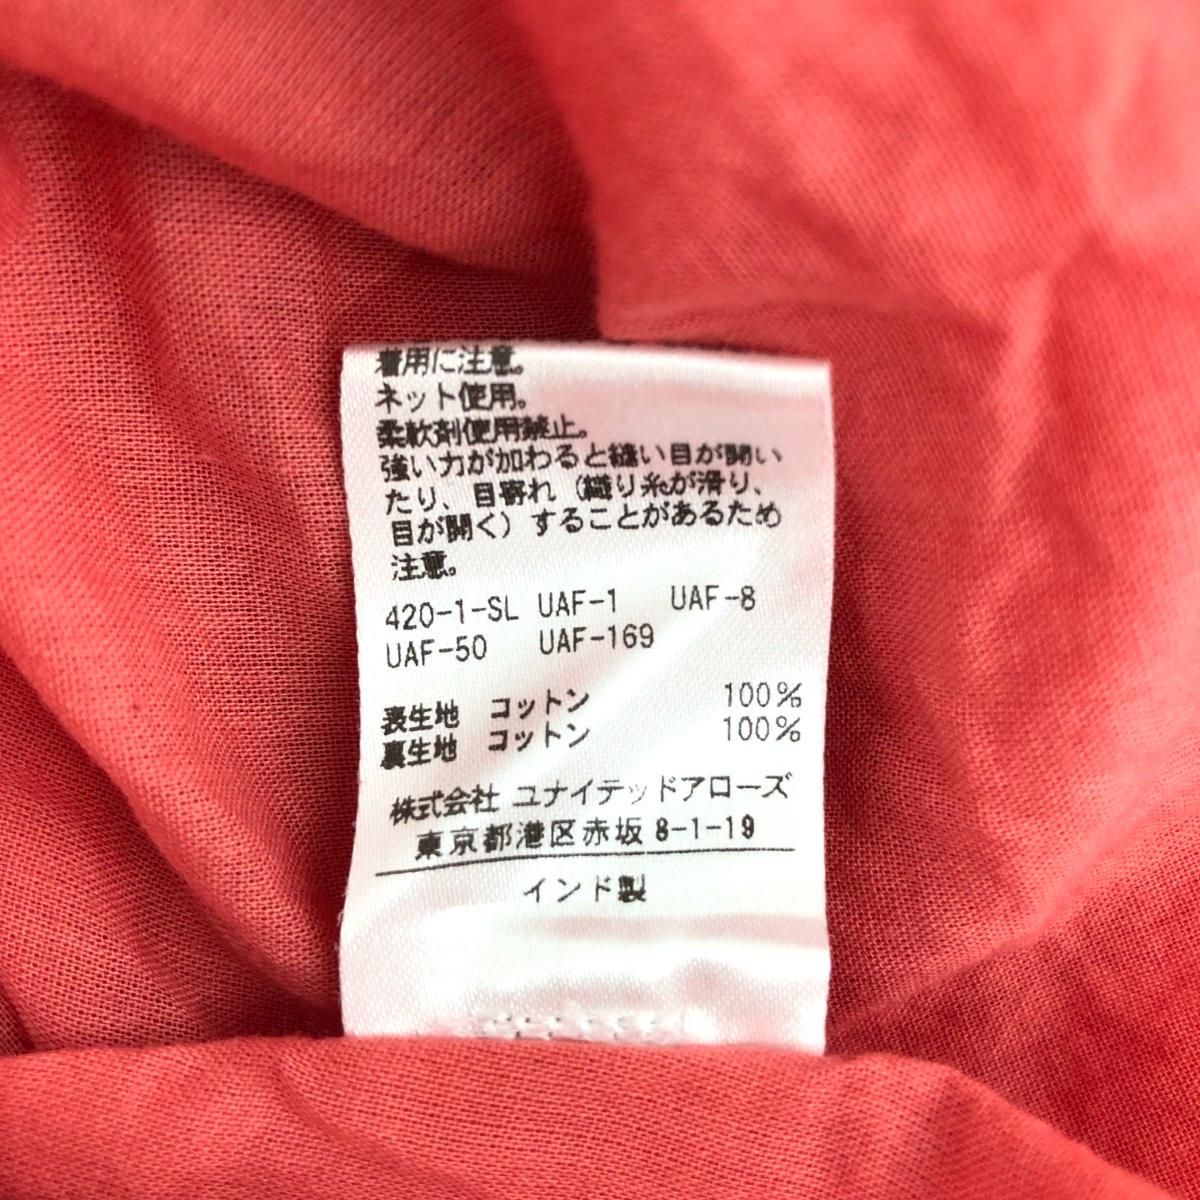 着用に注意。
ネット使用。
柔軟剤使用禁止。
強い力が加わると縫い目が開い
たり、目寄れ（織り糸が滑り、
目が開く）することがあるため
注意。
420-1-SL UAF-1 UAF-8
UAF-50 UAF-169
表生地 コットン 100%
裏生地 コットン 100%
株式会社 ユナイテッドアローズ
東京都港区赤坂 8-1-19
インド製